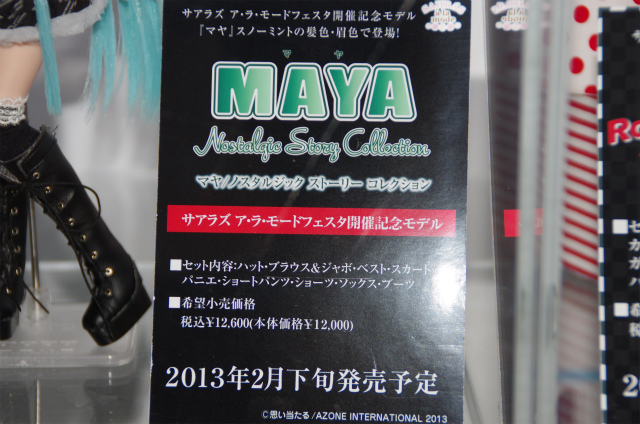 サアラズ ア・ラ・モードフェスタ開催記念モデル
『マヤ』スノーミントの髪色・眉色で登場!
マヤ
MAYA
Nostalgic Story Collection
マヤ/ノスタルジック ストーリー コレクション
サアラズ ア・ラ・モードフェスタ開催記念モデル
■セット内容:ハット・ブラウス&ジャボ・ベスト・スカート
パニエ・ショートパンツ・ショーツ・ソックス・ブーツ
■希望小売価格
税込¥12,600(本体価格¥12,000)
2013年2月下旬発売予定
©思い当たる/AZONE INTERNATIONAL 2013